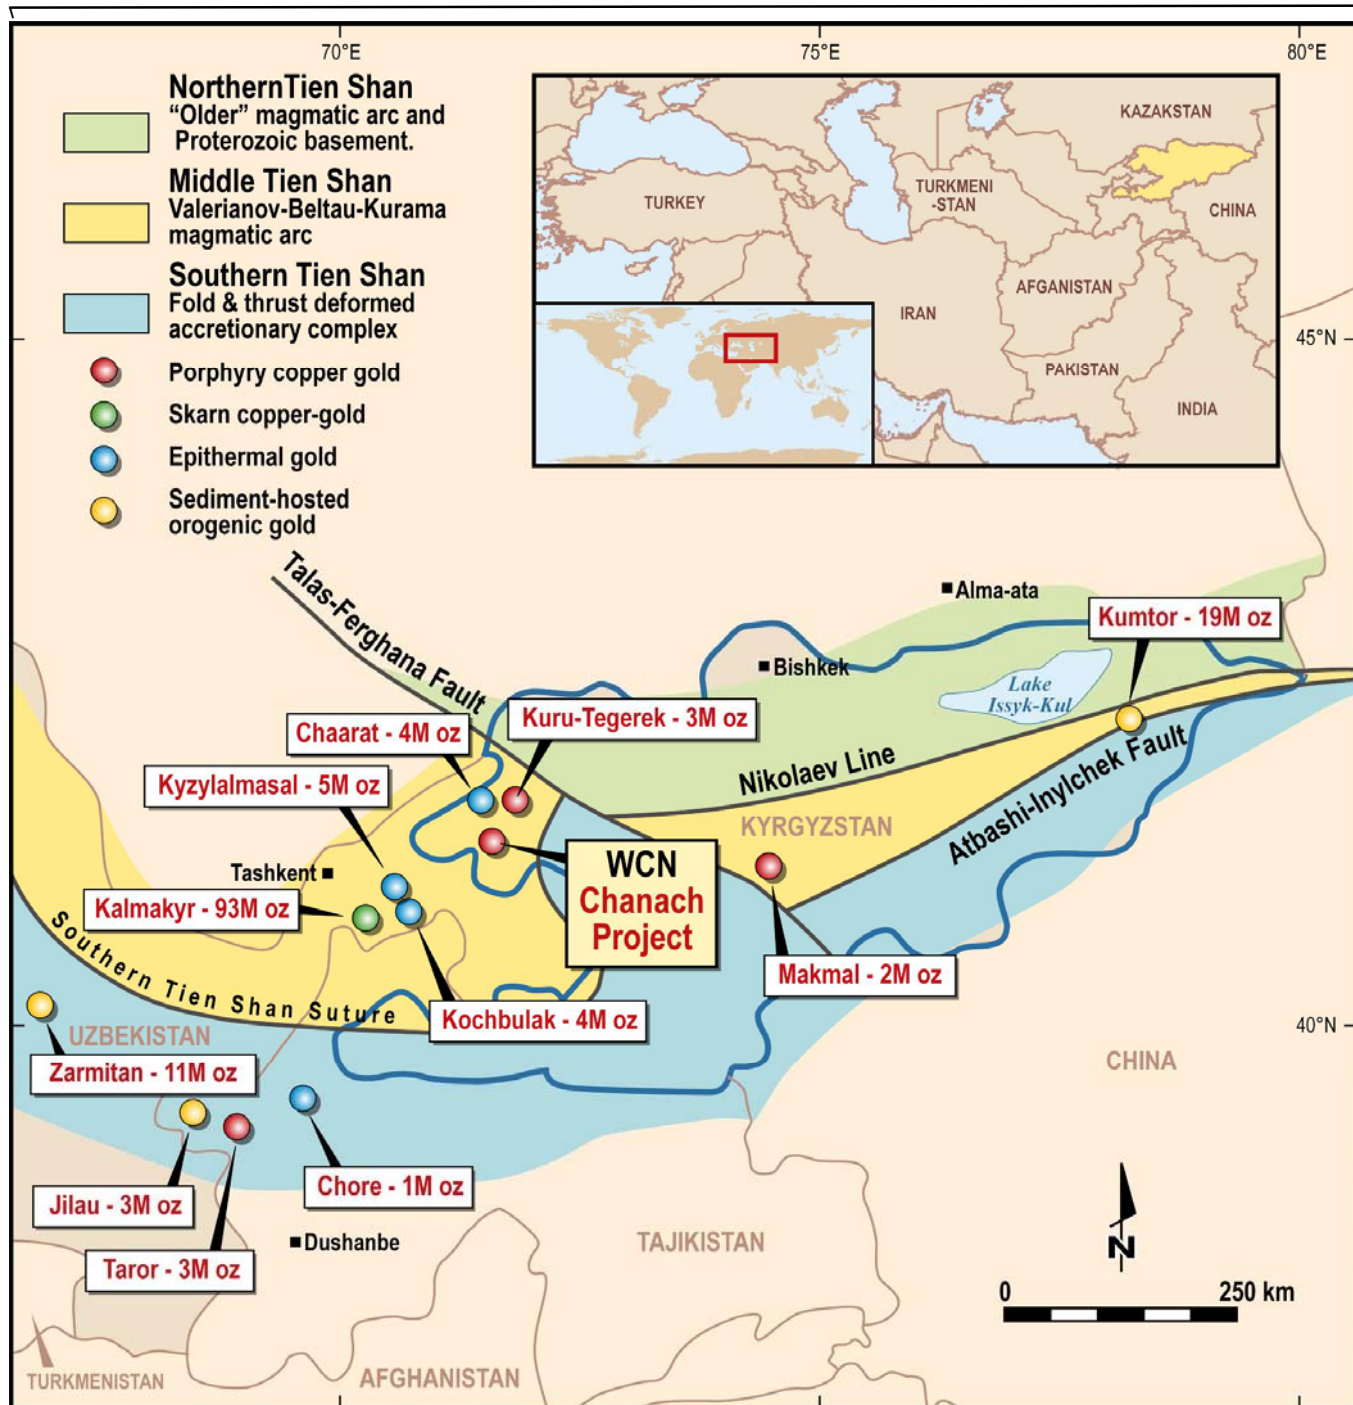 70°E
75°E
80°E
NorthernTien Shan
“Older” magmatic arc and
Proterozoic basement.
Middle Tien Shan
Valerianov-Beltau-Kurama
magmatic arc
Southern Tien Shan
Fold & thrust deformed
accretionary complex
Porphyry copper gold
Skarn copper-gold
Epithermal gold
Sediment-hosted
orogenic gold
KAZAKSTAN
TURKEY
TURKMENI
-STAN
CHINA
AFGANISTAN
IRAN
PAKISTAN
INDIA
45°N
Talas-Ferghana Fault
Alma-ata
Kumtor - 19M oz
Bishkek
Lake
Issyk-Kul
Kuru-Tegerek - 3M oz
Chaarat - 4M oz
Nikolaev Line
Atbashi-Inylchek Fault
Kyzylalmasal - 5M oz
KYRGYZSTAN
WCN
Chanach
Project
Tashkent
Kalmakyr - 93M oz
Southern Tien Shan Suture
Makmal - 2M oz
Kochbulak - 4M oz
40°N
UZBEKISTAN
CHINA
Zarmitan - 11M oz
Chore - 1M oz
Jilau - 3M oz
Dushanbe
TAJIKISTAN
Taror - 3M oz
N
0
250 km
TURKMENISTAN
AFGHANISTAN